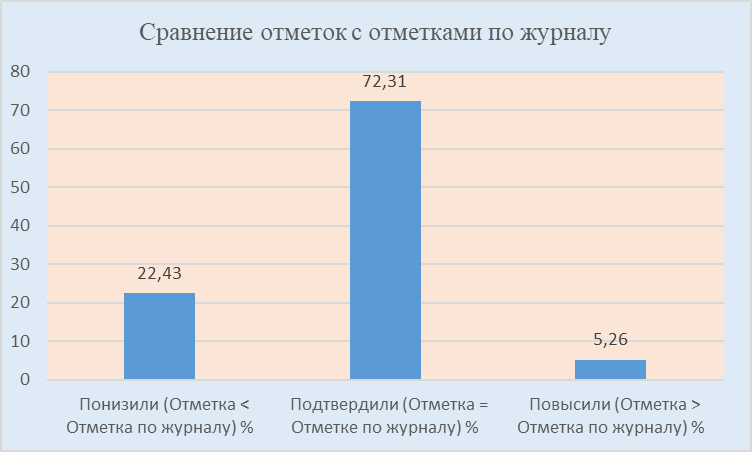 Сравнение отметок с отметками по журналу
80
70
60
50
40
30
20
10
0
22,43
72,31
5,26
Понизили (Отметка <
Отметка по журналу) %
Подтвердили (Отметка =
Отметке по журналу) %
Повысили (Отметка >
Отметка по журналу) %